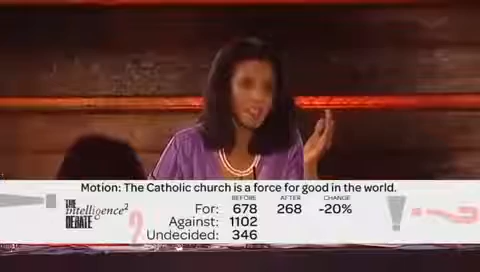 Motion: The Catholic church is a force for good in the world.
BEFORE AFTER CHANGE
THE
intelligence²
DEBATE
For: 678 268 -20%
Against: 1102
Undecided: 346